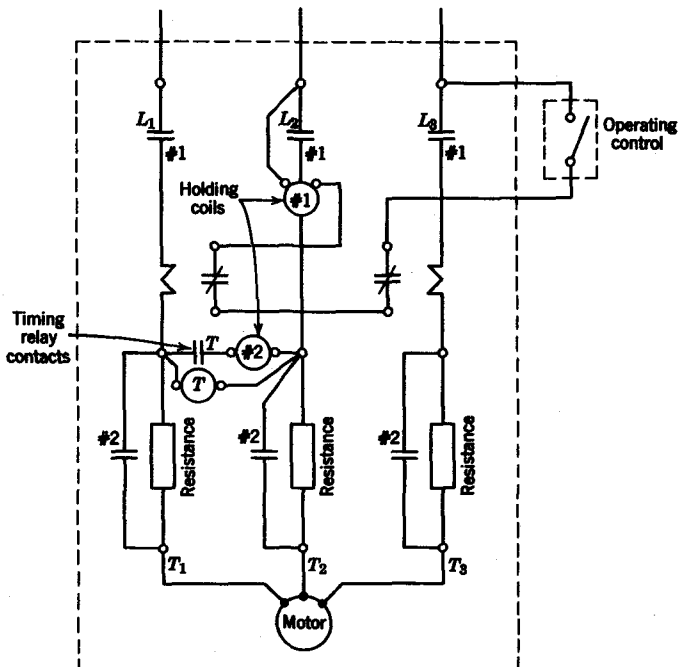 L1
L2
L3
#1
#1
#1
Operating
control
Holding
coils
#1
Timing
relay
contacts
T
#2
T
#2
Resistance
#2
Resistance
#2
Resistance
T1
T2
T3
Motor